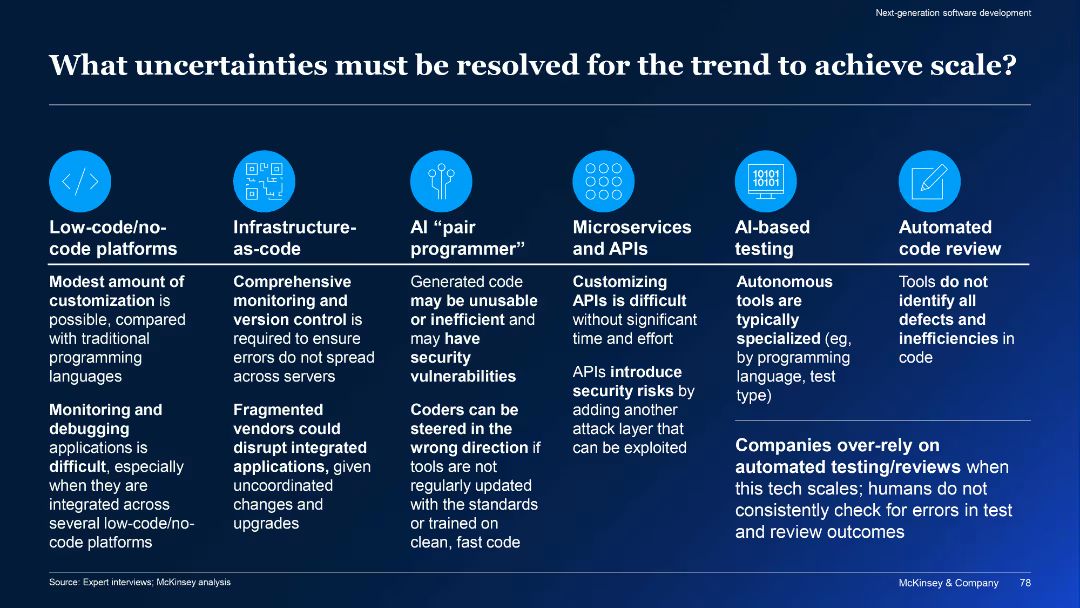 Next-generation software development
What uncertainties must be resolved for the trend to achieve scale?
Low-code/no-
code platforms
Modest amount of
customization is
possible, compared
with traditional
programming
languages
Monitoring and
debugging
applications is
difficult, especially
when they are
integrated across
several low-code/no-
code platforms
Infrastructure-
as-code
Comprehensive
monitoring and
version control is
required to ensure
errors do not spread
across servers
Fragmented
vendors could
disrupt integrated
applications, given
uncoordinated
changes and
upgrades
AI “pair
programmer”
Generated code
may be unusable
or inefficient and
may have
security
vulnerabilities
Coders can be
steered in the
wrong direction if
tools are not
regularly updated
with the standards
or trained on
clean, fast code
Microservices
and APIs
Customizing
APIs is difficult
without significant
time and effort
APIs introduce
security risks by
adding another
attack layer that
can be exploited
10101
10101
AI-based
testing
Autonomous
tools are
typically
specialized (eg,
by programming
language, test
type)
Automated
code review
Tools do not
identify all
defects and
inefficiencies in
code
Companies over-rely on
automated testing/reviews when
this tech scales; humans do not
consistently check for errors in test
and review outcomes
Source: Expert interviews; McKinsey analysis
McKinsey & Company 78